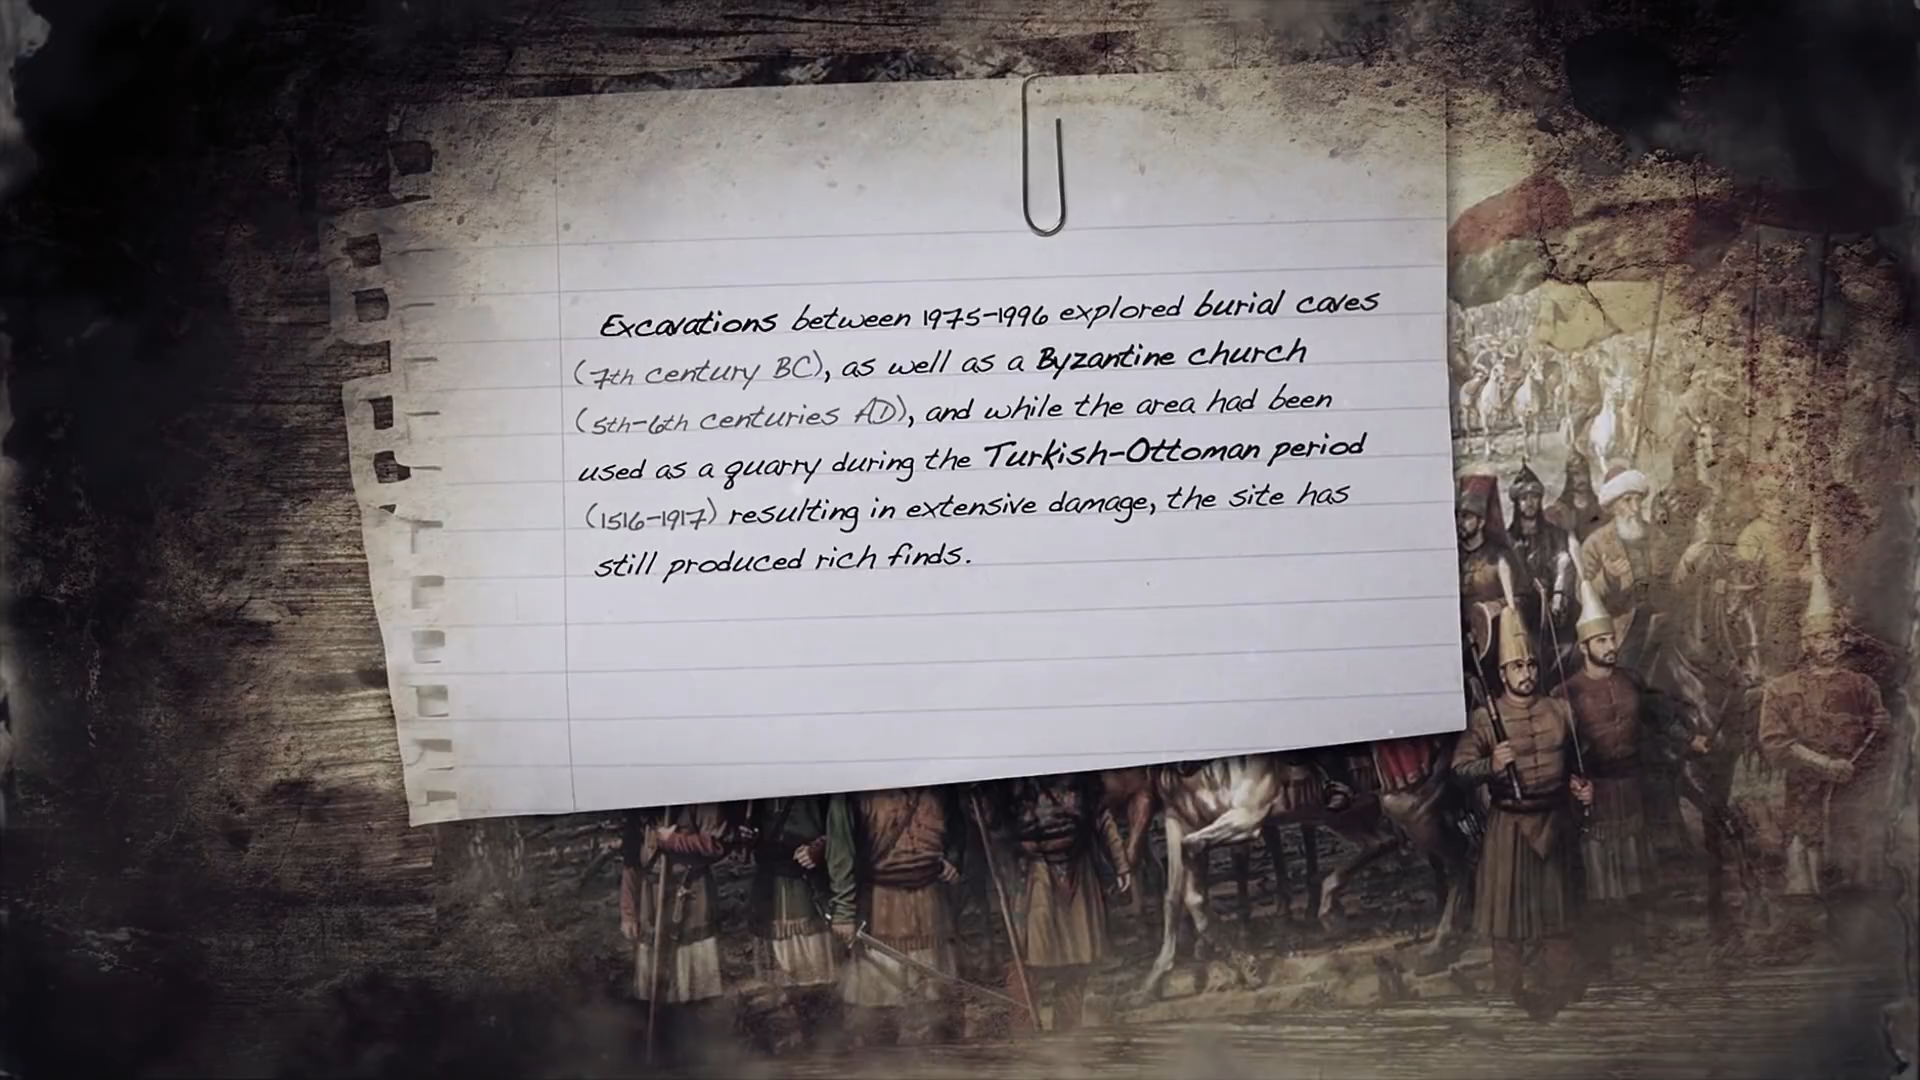 Excavations between 1975-1996 explored burial caves
(7th century BC), as well as a Byzantine church
(5th-6th centuries AD), and while the area had been
used as a quarry during the Turkish-Ottoman period
(1516-1917) resulting in extensive damage, the site has
still produced rich finds.